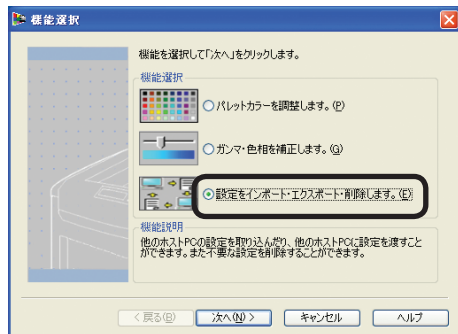 機能選択
機能を選択して「次へ」をクリックします。
機能選択
パレットカラーを調整します。(P)
ガンマ・色相を補正します。(G)
設定をインポート・エクスポート・削除します。(E)
機能説明
他のホストPCの設定を取り込んだり、他のホストPCに設定を渡すこと
ができます。また不要な設定を削除することができます。
< 戻る(B) 次へ(N) > キャンセル ヘルプ